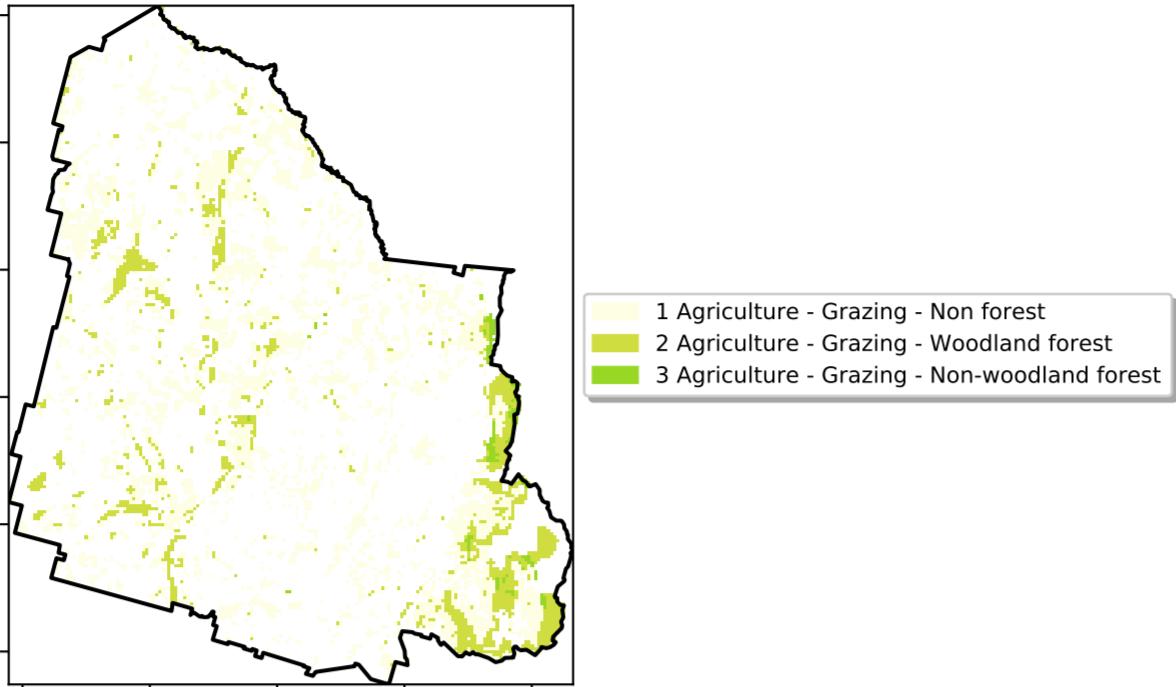 1 Agriculture - Grazing - Non forest
2 Agriculture - Grazing - Woodland forest
3 Agriculture - Grazing - Non-woodland forest